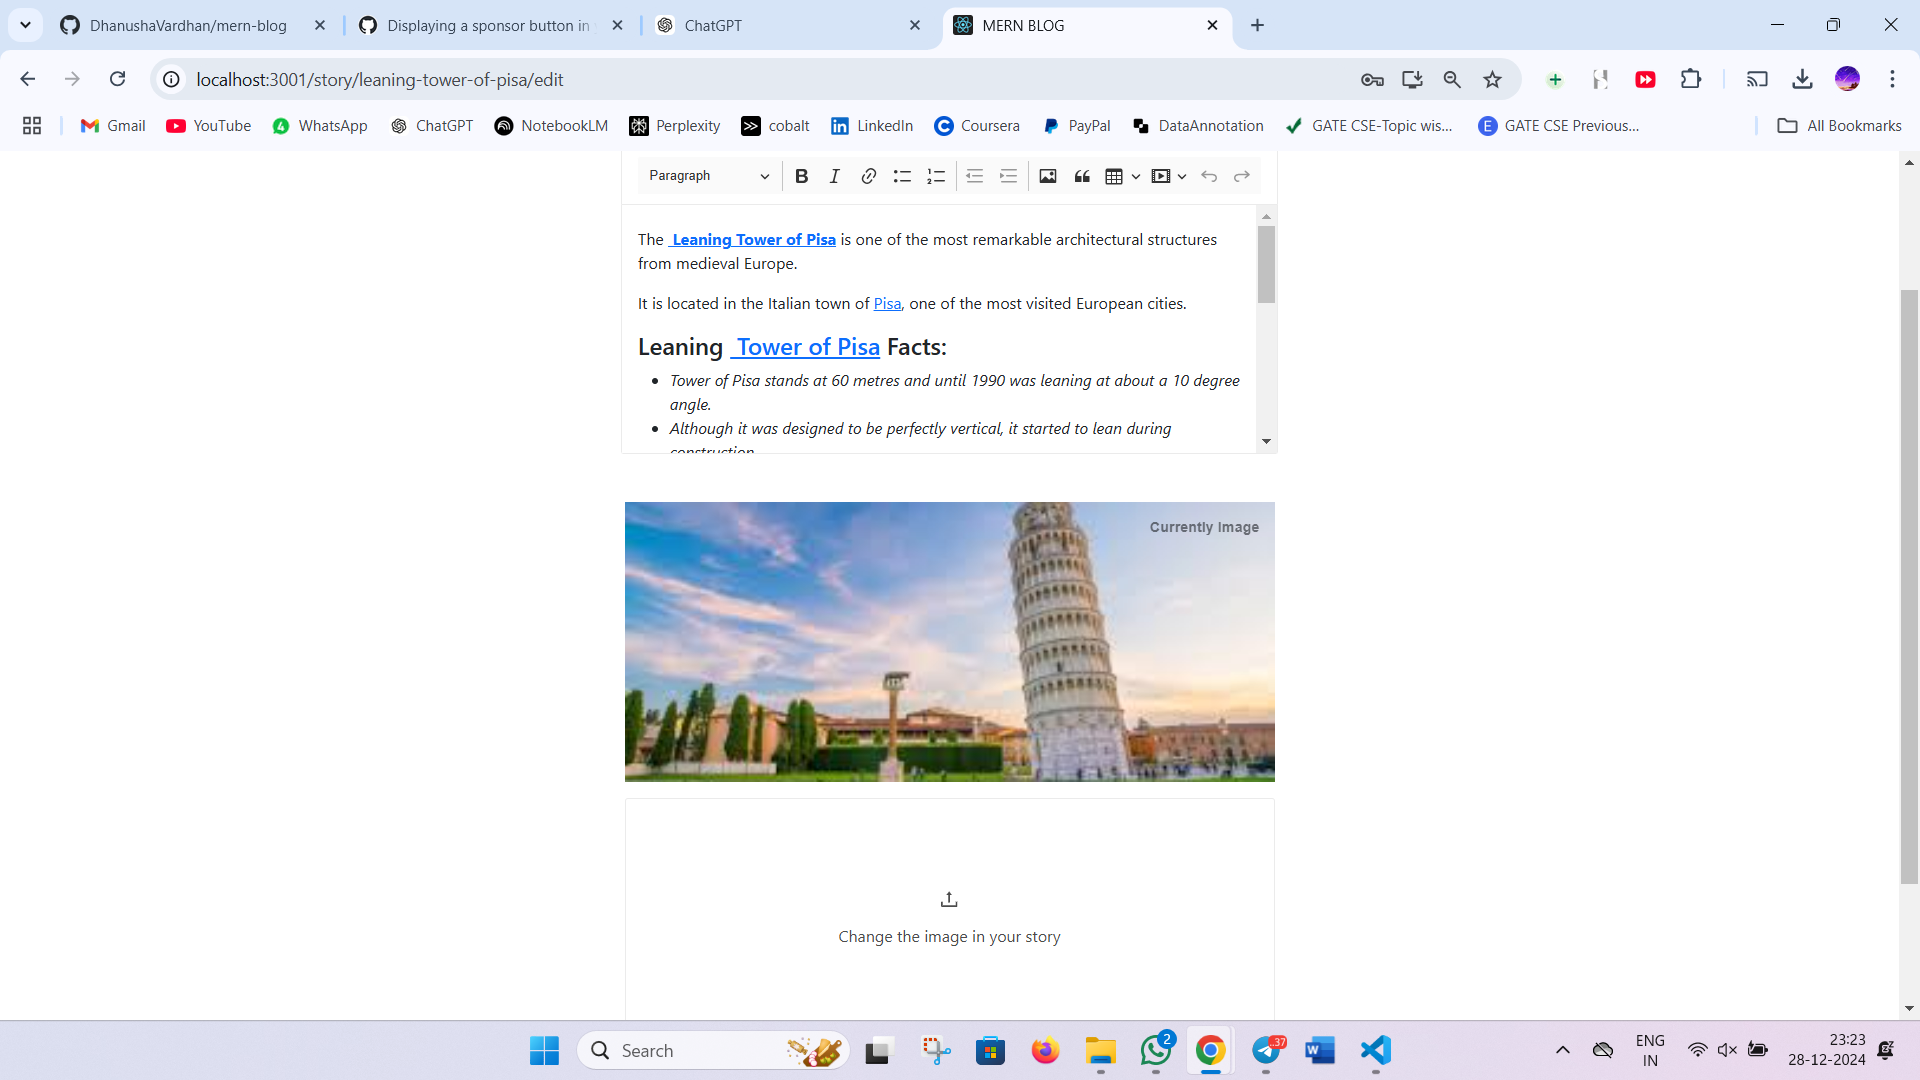 DhanushaVardhan/mern-blog
Displaying a sponsor button in
ChatGPT
MERN BLOG
localhost:3001/story/leaning-tower-of-pisa/edit
Gmail
YouTube
WhatsApp
ChatGPT
NotebookLM
Perplexity
cobalt
LinkedIn
Coursera
PayPal
DataAnnotation
GATE CSE-Topic wis...
GATE CSE Previous...
All Bookmarks
Paragraph
The Leaning Tower of Pisa is one of the most remarkable architectural structures
from medieval Europe.
It is located in the Italian town of Pisa, one of the most visited European cities.
Leaning Tower of Pisa Facts:
Tower of Pisa stands at 60 metres and until 1990 was leaning at about a 10 degree
angle.
Although it was designed to be perfectly vertical, it started to lean during
construction.
Currently Image
Change the image in your story
Search
2
.37
ENG
IN
23:23
28-12-2024